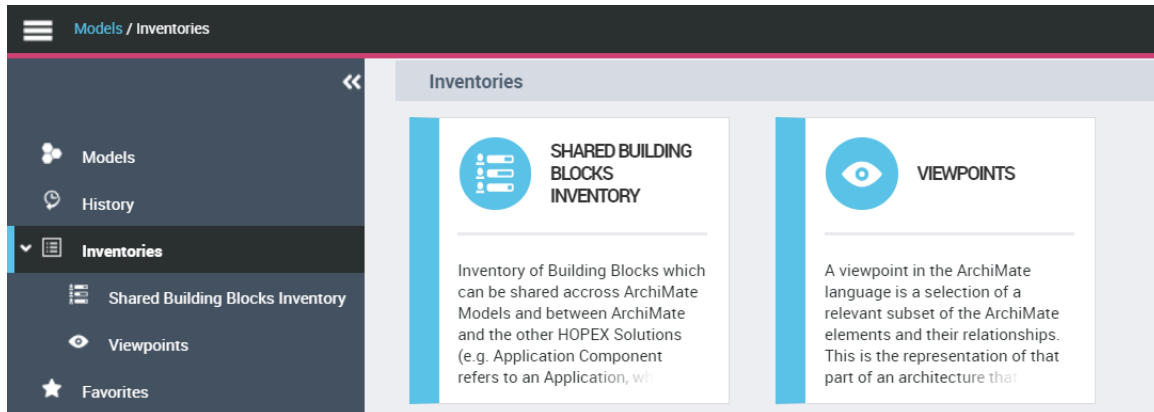 Models / Inventories
Inventories
Models
History
Inventories
Shared Building Blocks Inventory
Viewpoints
Favorites
SHARED BUILDING
BLOCKS
INVENTORY
Inventory of Building Blocks which
can be shared accross ArchiMate
Models and between ArchiMate
and the other HOPEX Solutions
(e.g. Application Component
refers to an Application,
VIEWPOINTS
A viewpoint in the ArchiMate
language is a selection of a
relevant subset of the ArchiMate
elements and their relationships.
This is the representation of that
part of an architecture that